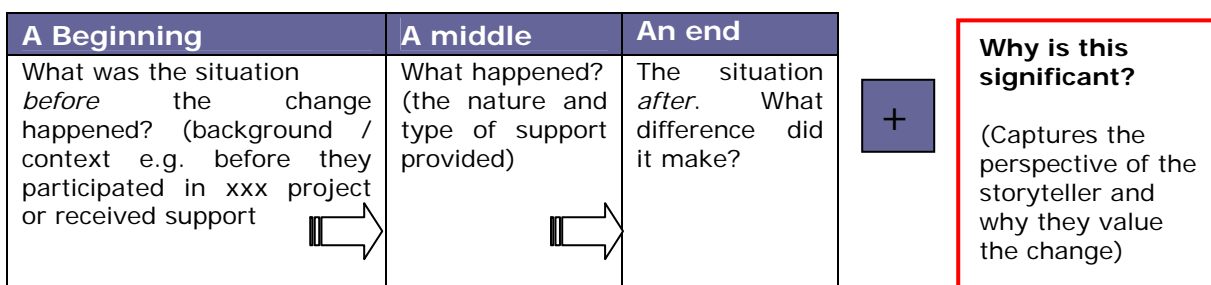 A Beginning
What was the situation
before the change
happened? (background /
context e.g. before they
participated in xxx project
or received support
A middle
What happened?
(the nature and
type of support
provided)
An end
The situation
after. What
difference did
it make?
+
Why is this
significant?
(Captures the
perspective of the
storyteller and
why they value
the change)